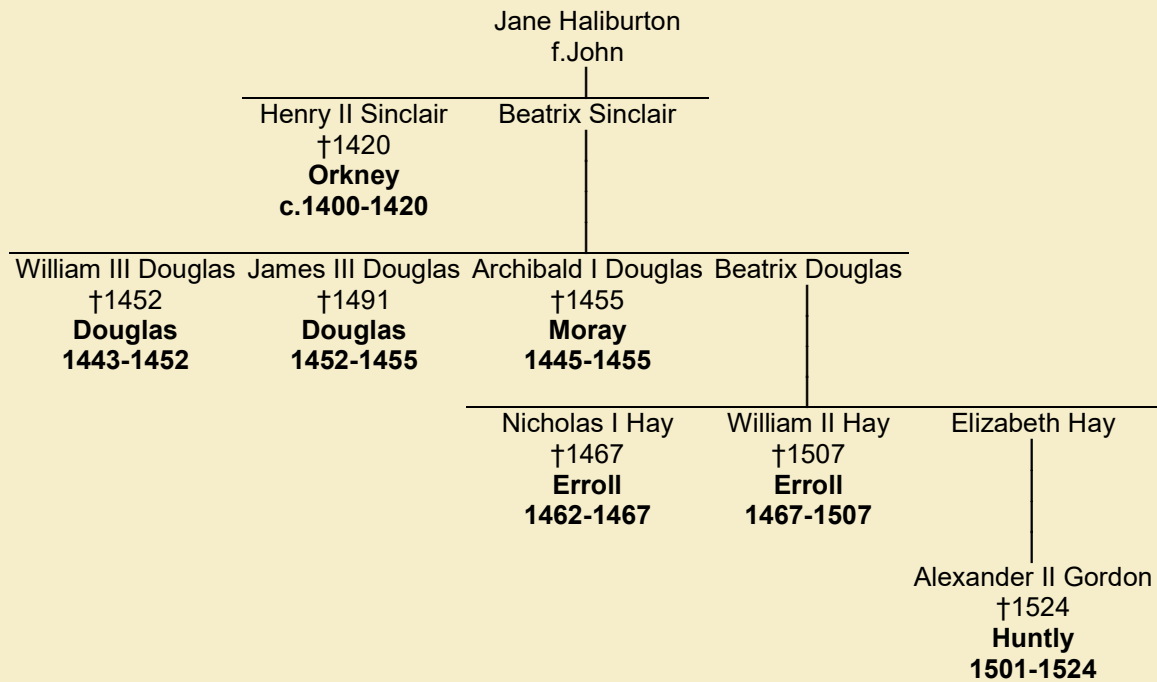 Jane Haliburton
f.John
Henry II Sinclair Beatrix Sinclair
†1420
Orkney
c.1400-1420
William III Douglas James III Douglas Archibald I Douglas Beatrix Douglas
†1452 †1491 †1455
Douglas Douglas Moray
1443-1452 1452-1455 1445-1455
Nicholas I Hay William II Hay Elizabeth Hay
†1467 †1507
Erroll Erroll
1462-1467 1467-1507
Alexander II Gordon
†1524
Huntly
1501-1524